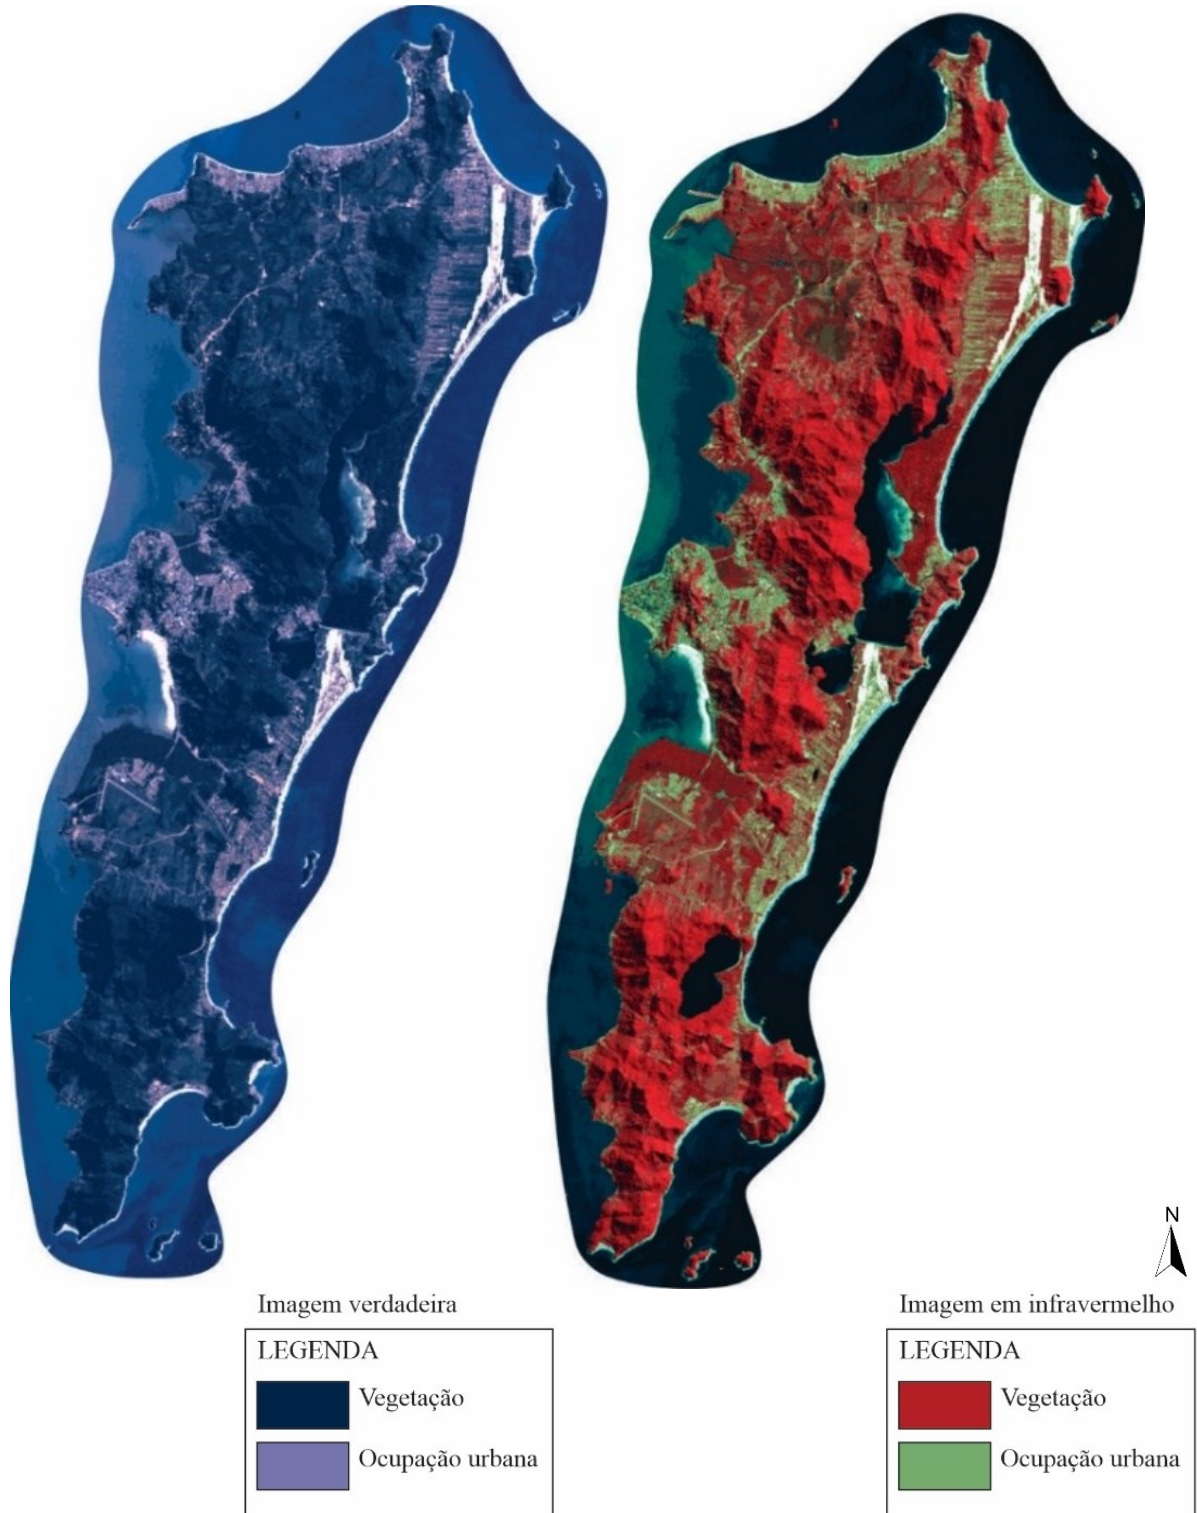 N
Imagem verdadeira
LEGENDA
Vegetação
Ocupação urbana
Imagem em infravermelho
LEGENDA
Vegetação
Ocupação urbana